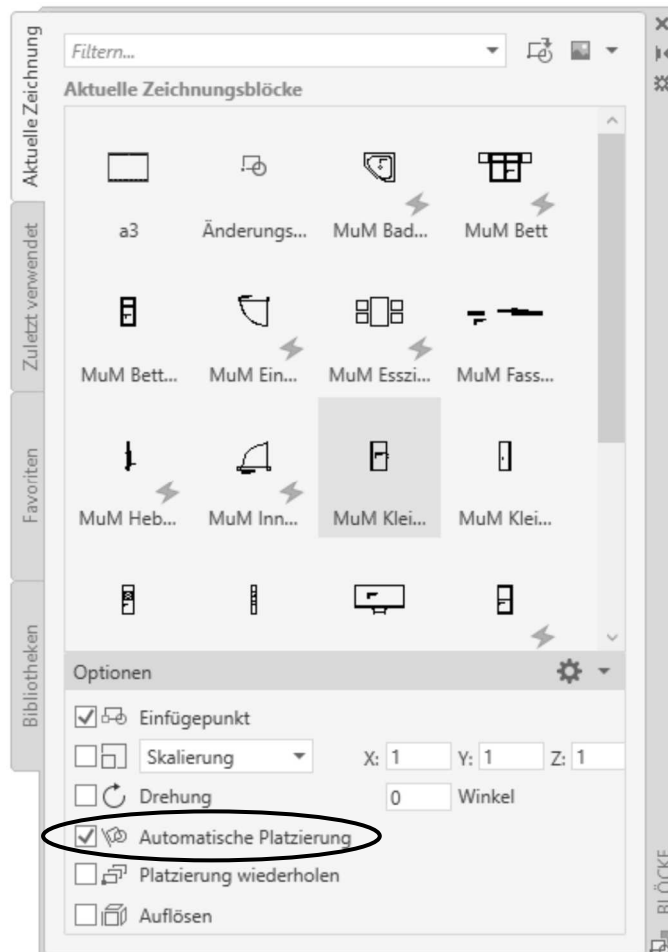 Aktuelle Zeichnung
Zuletzt verwendet
Favoriten
Bibliotheken
Filtern...
Aktuelle Zeichnungsblöcke
a3 Änderungs... MuM Bad... MuM Bett
MuM Bett... MuM Ein... MuM Esszi... MuM Fass...
MuM Heb... MuM Inn... MuM Klei... MuM Klei...
Optionen
Einfügepunkt
Skalierung X: 1 Y: 1 Z: 1
Drehung 0 Winkel
Automatische Platzierung
Platzierung wiederholen
Auflösen
BLÖCKE